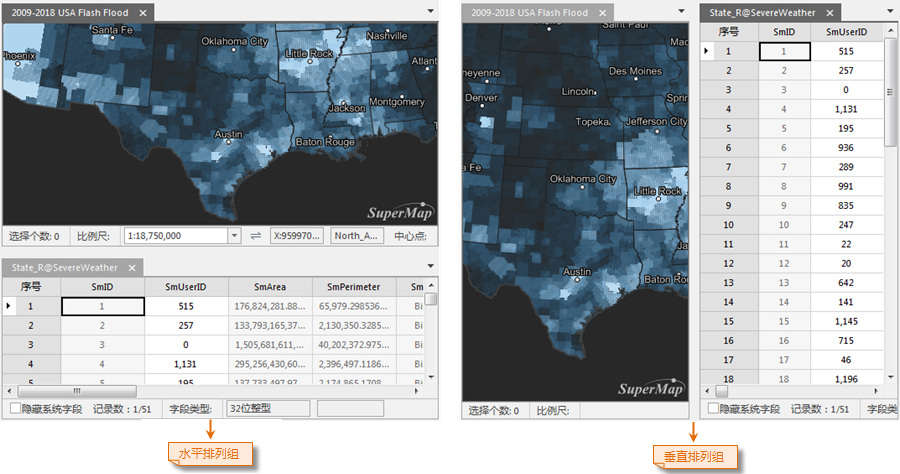 2009-2018 USA Flash Flood
Santa Fe
Nashville
Oklahoma City
Phoenix
Little Rock
Atlant
Montgomery
Jackson
Austin
Baton Rouge
SuperMap
选择个数: 0 比例尺: 1:18,750,000 X:959970... North_A... 中心点:
State_R@SevereWeather
序号 SmID SmUserID SmArea SmPerimeter Sm
1 1 515 176,824,281.88... 65,979.298536... Bi
2 2 257 133,793,165,37... 2,130,350.3285... Bi
3 3 0 1,505,681,611,... 40,202,372.975... Bi
4 4 1,131 295,256,430,60... 2,396,497.1186... Bi
5 5 195 137,733,497,97... 2,174,865,1708... Bi
隐藏系统字段 记录数：1/51 字段类型: 32位整型
水平排列组
2009-2018 USA Flash Flood
Saint Paul
Mad
heyenne
Des Moines
Lincoln
Denver
Sprin
Topeka
Jefferson City
a Fe
Oklahoma City
Little Rock
Ja
Austin
Baton Ro
SuperMap
选择个数: 0 比例尺:
State_R@SevereWeather
序号 SmID SmUserID
1 1 515
2 2 257
3 3 0
4 4 1,131
5 5 195
6 6 936
7 7 289
8 8 991
9 9 835
10 10 247
11 11 22
12 12 20
13 13 642
14 14 141
15 15 1,145
16 16 715
17 17 46
18 18 1,196
隐藏系统字段 记录数：1/51 字段类
垂直排列组